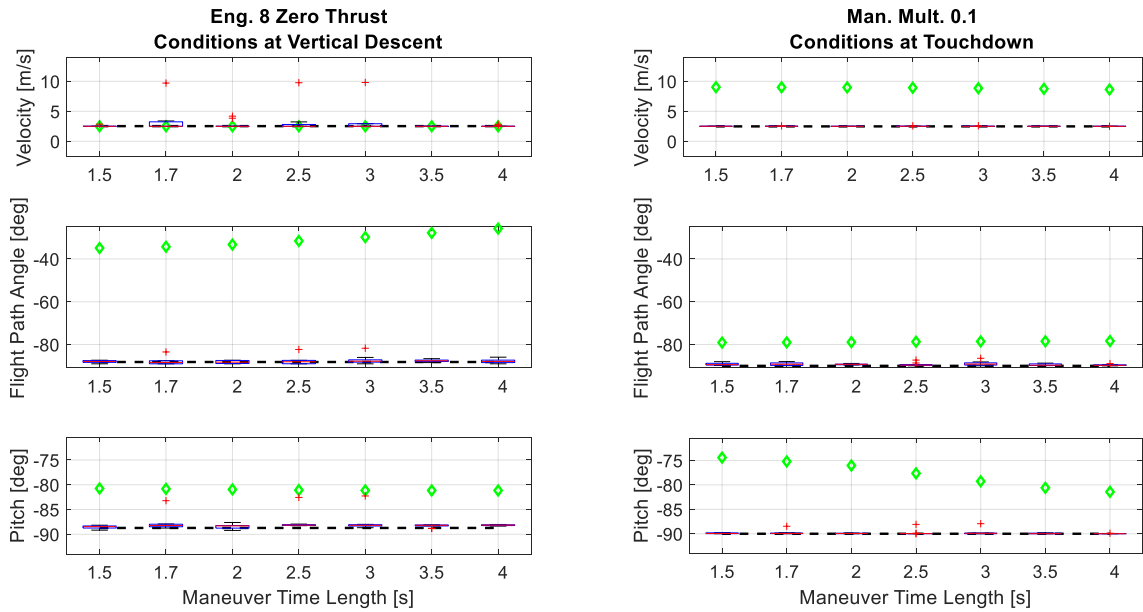 Eng. 8 Zero Thrust
Conditions at Vertical Descent
Velocity [m/s]
10
5
0
1.5 1.7 2 2.5 3 3.5 4
Flight Path Angle [deg]
-40
-60
-80
1.5 1.7 2 2.5 3 3.5 4
Pitch [deg]
-75
-80
-85
-90
1.5 1.7 2 2.5 3 3.5 4
Maneuver Time Length [s]
Man. Mult. 0.1
Conditions at Touchdown
Velocity [m/s]
10
5
0
1.5 1.7 2 2.5 3 3.5 4
Flight Path Angle [deg]
-40
-60
-80
1.5 1.7 2 2.5 3 3.5 4
Pitch [deg]
-75
-80
-85
-90
1.5 1.7 2 2.5 3 3.5 4
Maneuver Time Length [s]